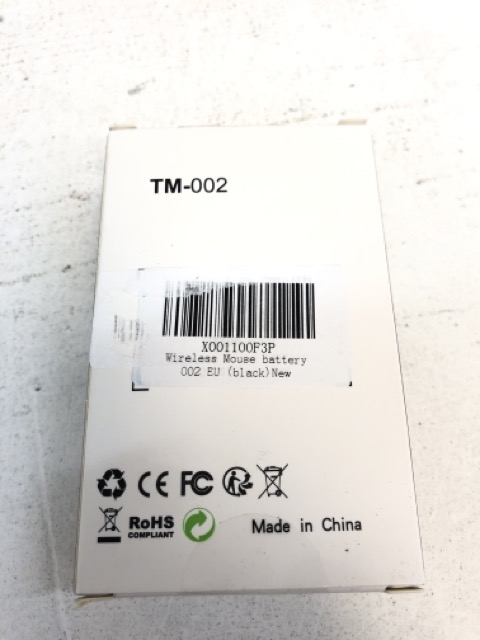 TM-002
X001100F3P
Wireless Mouse battery
002 EU (black)New
CE FC
RoHS
COMPLIANT
Made in China